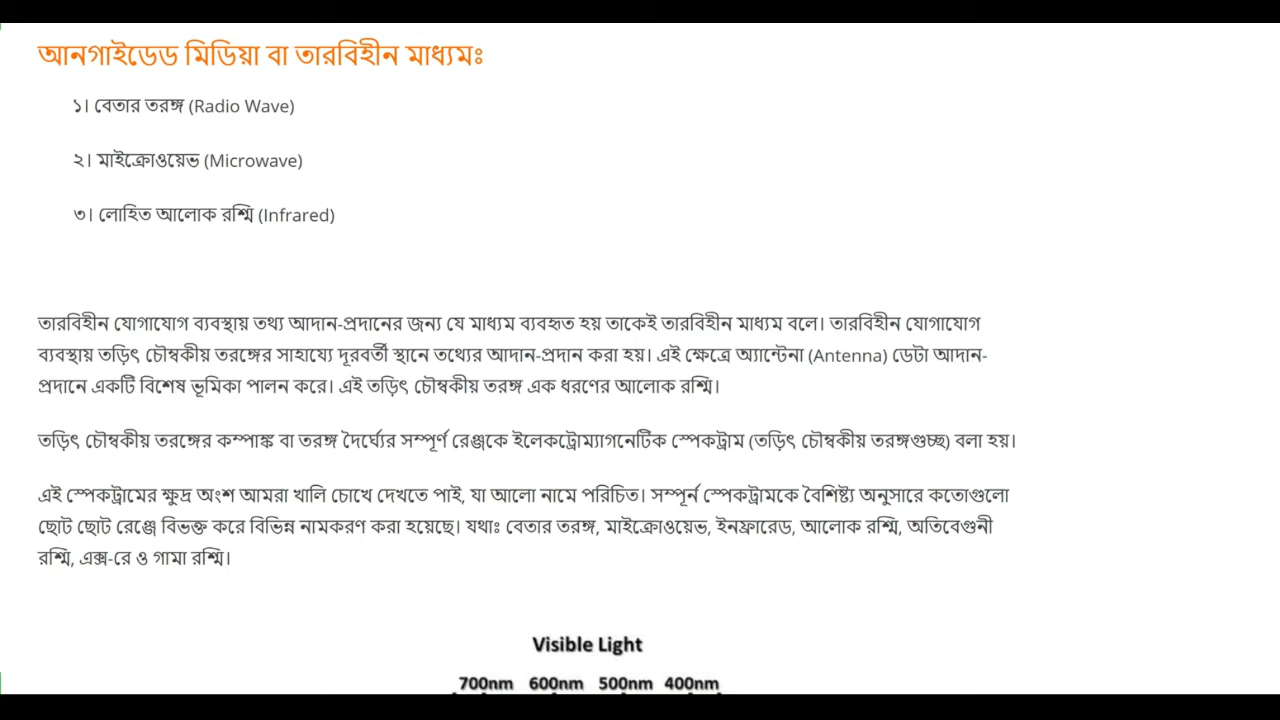 আনগাইডেড মিডিয়া বা তারবিহীন মাধ্যমঃ
১। বেতার তরঙ্গ (Radio Wave)
২। মাইক্রোওয়েভ (Microwave)
৩। লোহিত আলোক রশ্মি (Infrared)
তারবিহীন যোগাযোগ ব্যবস্থায় তথ্য আদান-প্রদানের জন্য যে মাধ্যম ব্যবহৃত হয় তাকেই তারবিহীন মাধ্যম বলে। তারবিহীন যোগাযোগ
ব্যবস্থায় তড়িৎ চৌম্বকীয় তরঙ্গের সাহায্যে দূরবর্তী স্থানে তথ্যের আদান-প্রদান করা হয়। এই ক্ষেত্রে অ্যান্টেনা (Antenna) ডেটা আদান-
প্রদানে একটি বিশেষ ভূমিকা পালন করে। এই তড়িৎ চৌম্বকীয় তরঙ্গ এক ধরণের আলোক রশ্মি।
তড়িৎ চৌম্বকীয় তরঙ্গের কম্পাঙ্ক বা তরঙ্গ দৈর্ঘ্যের সম্পূর্ণ রেঞ্জকে ইলেকট্রোম্যাগনেটিক স্পেকট্রাম (তড়িৎ চৌম্বকীয় তরঙ্গগুচ্ছ) বলা হয়।
এই স্পেকট্রামের ক্ষুদ্র অংশ আমরা খালি চোখে দেখতে পাই, যা আলো নামে পরিচিত। সম্পূর্ন স্পেকট্রামকে বৈশিষ্ট্য অনুসারে কতোগুলো
ছোট ছোট রেঞ্জে বিভক্ত করে বিভিন্ন নামকরণ করা হয়েছে। যথাঃ বেতার তরঙ্গ, মাইক্রোওয়েভ, ইনফ্রারেড, আলোক রশ্মি, অতিবেগুনী
রশ্মি, এক্স-রে ও গামা রশ্মি।
Visible Light
700nm 600nm 500nm 400nm